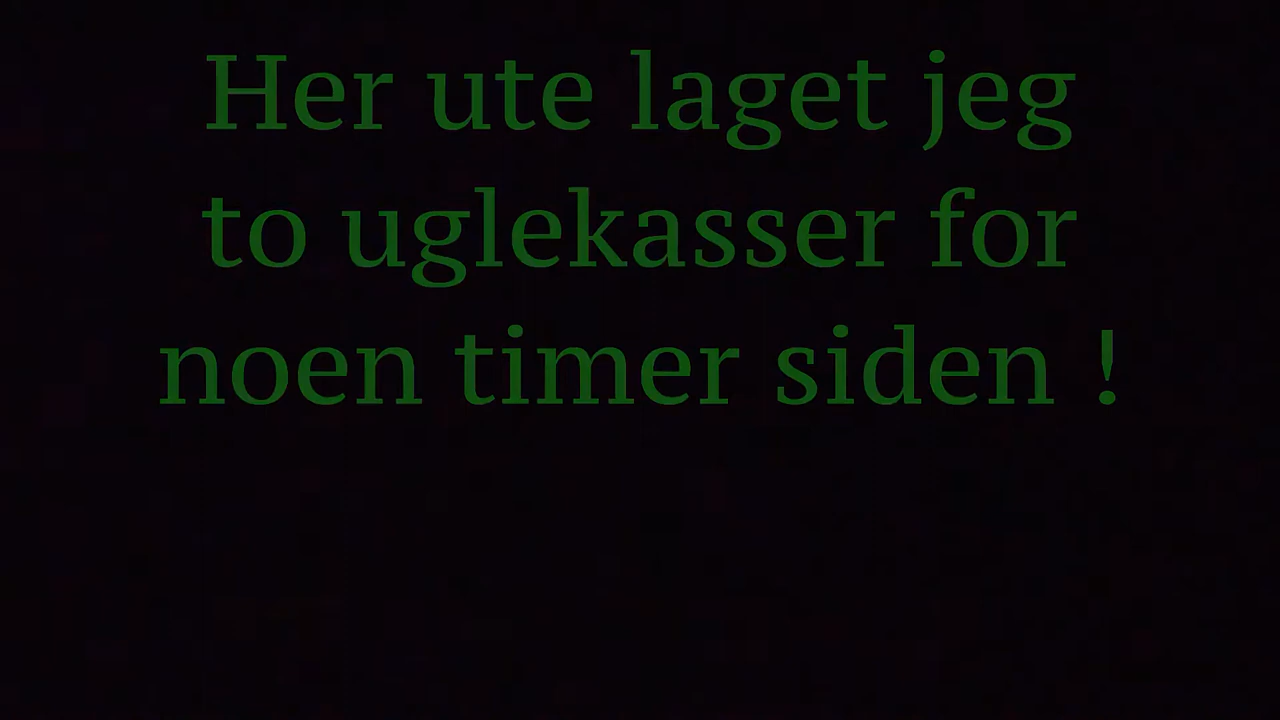 Her ute laget jeg
to uglekasser for
noen timer siden !